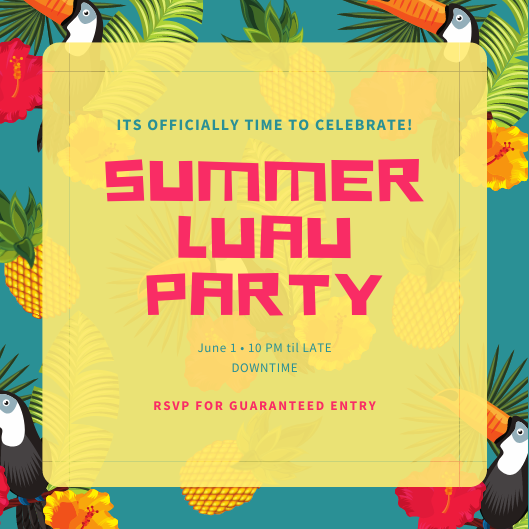 ITS OFFICIALLY TIME TO CELEBRATE!
SUMMER
LUAU
PARTY
June 1 • 10 PM til LATE
DOWNTIME
RSVP FOR GUARANTEED ENTRY